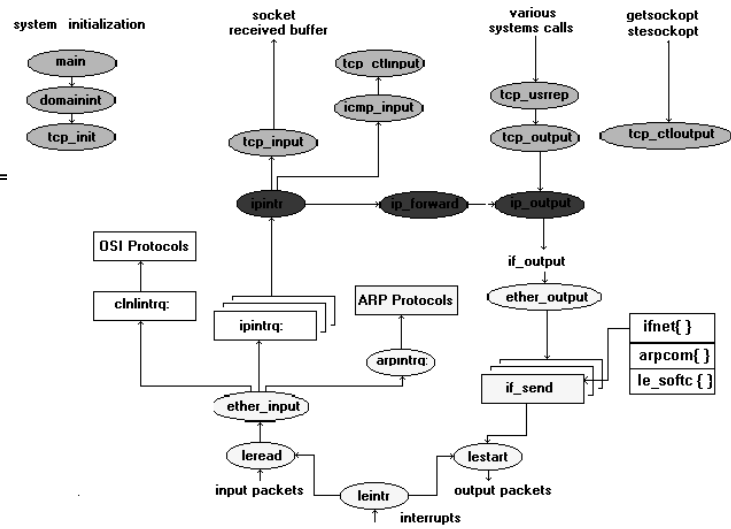 system initialization
main
domainint
tcp_init
socket
received buffer
tcp_input
tcp_ctlinput
icmp_input
various
systems calls
tcp_usrrep
tcp_output
getsockopt
stesockopt
tcp_ctloutput
=
ipintr
ip_forward
ip_output
OSI Protocols
clnlintrq:
ipintrq:
ARP Protocols
arpintrq:
if_output
ether_output
ifnet{ }
arpcom{ }
le_softc { }
if_send
ether_input
leread
lestart
input packets
leintr
output packets
interrupts